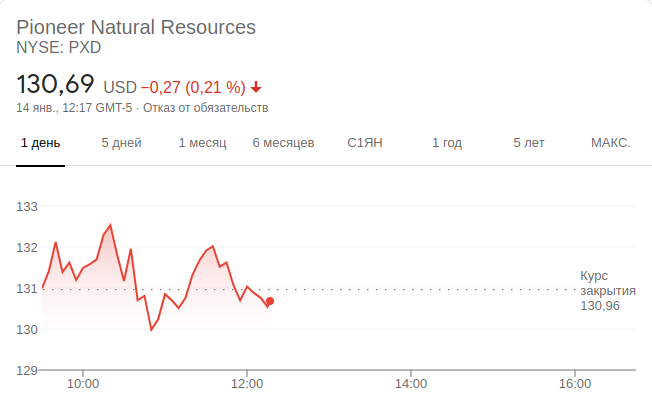 Pioneer Natural Resources
NYSE: PXD
130,69 USD −0,27 (0,21 %)
14 янв., 12:17 GMT-5 · Отказ от обязательств
1 день 5 дней 1 месяц 6 месяцев С1ЯН 1 год 5 лет МАКС.
133
132
131
130
129
Курс
закрытия
130,96
10:00 12:00 14:00 16:00